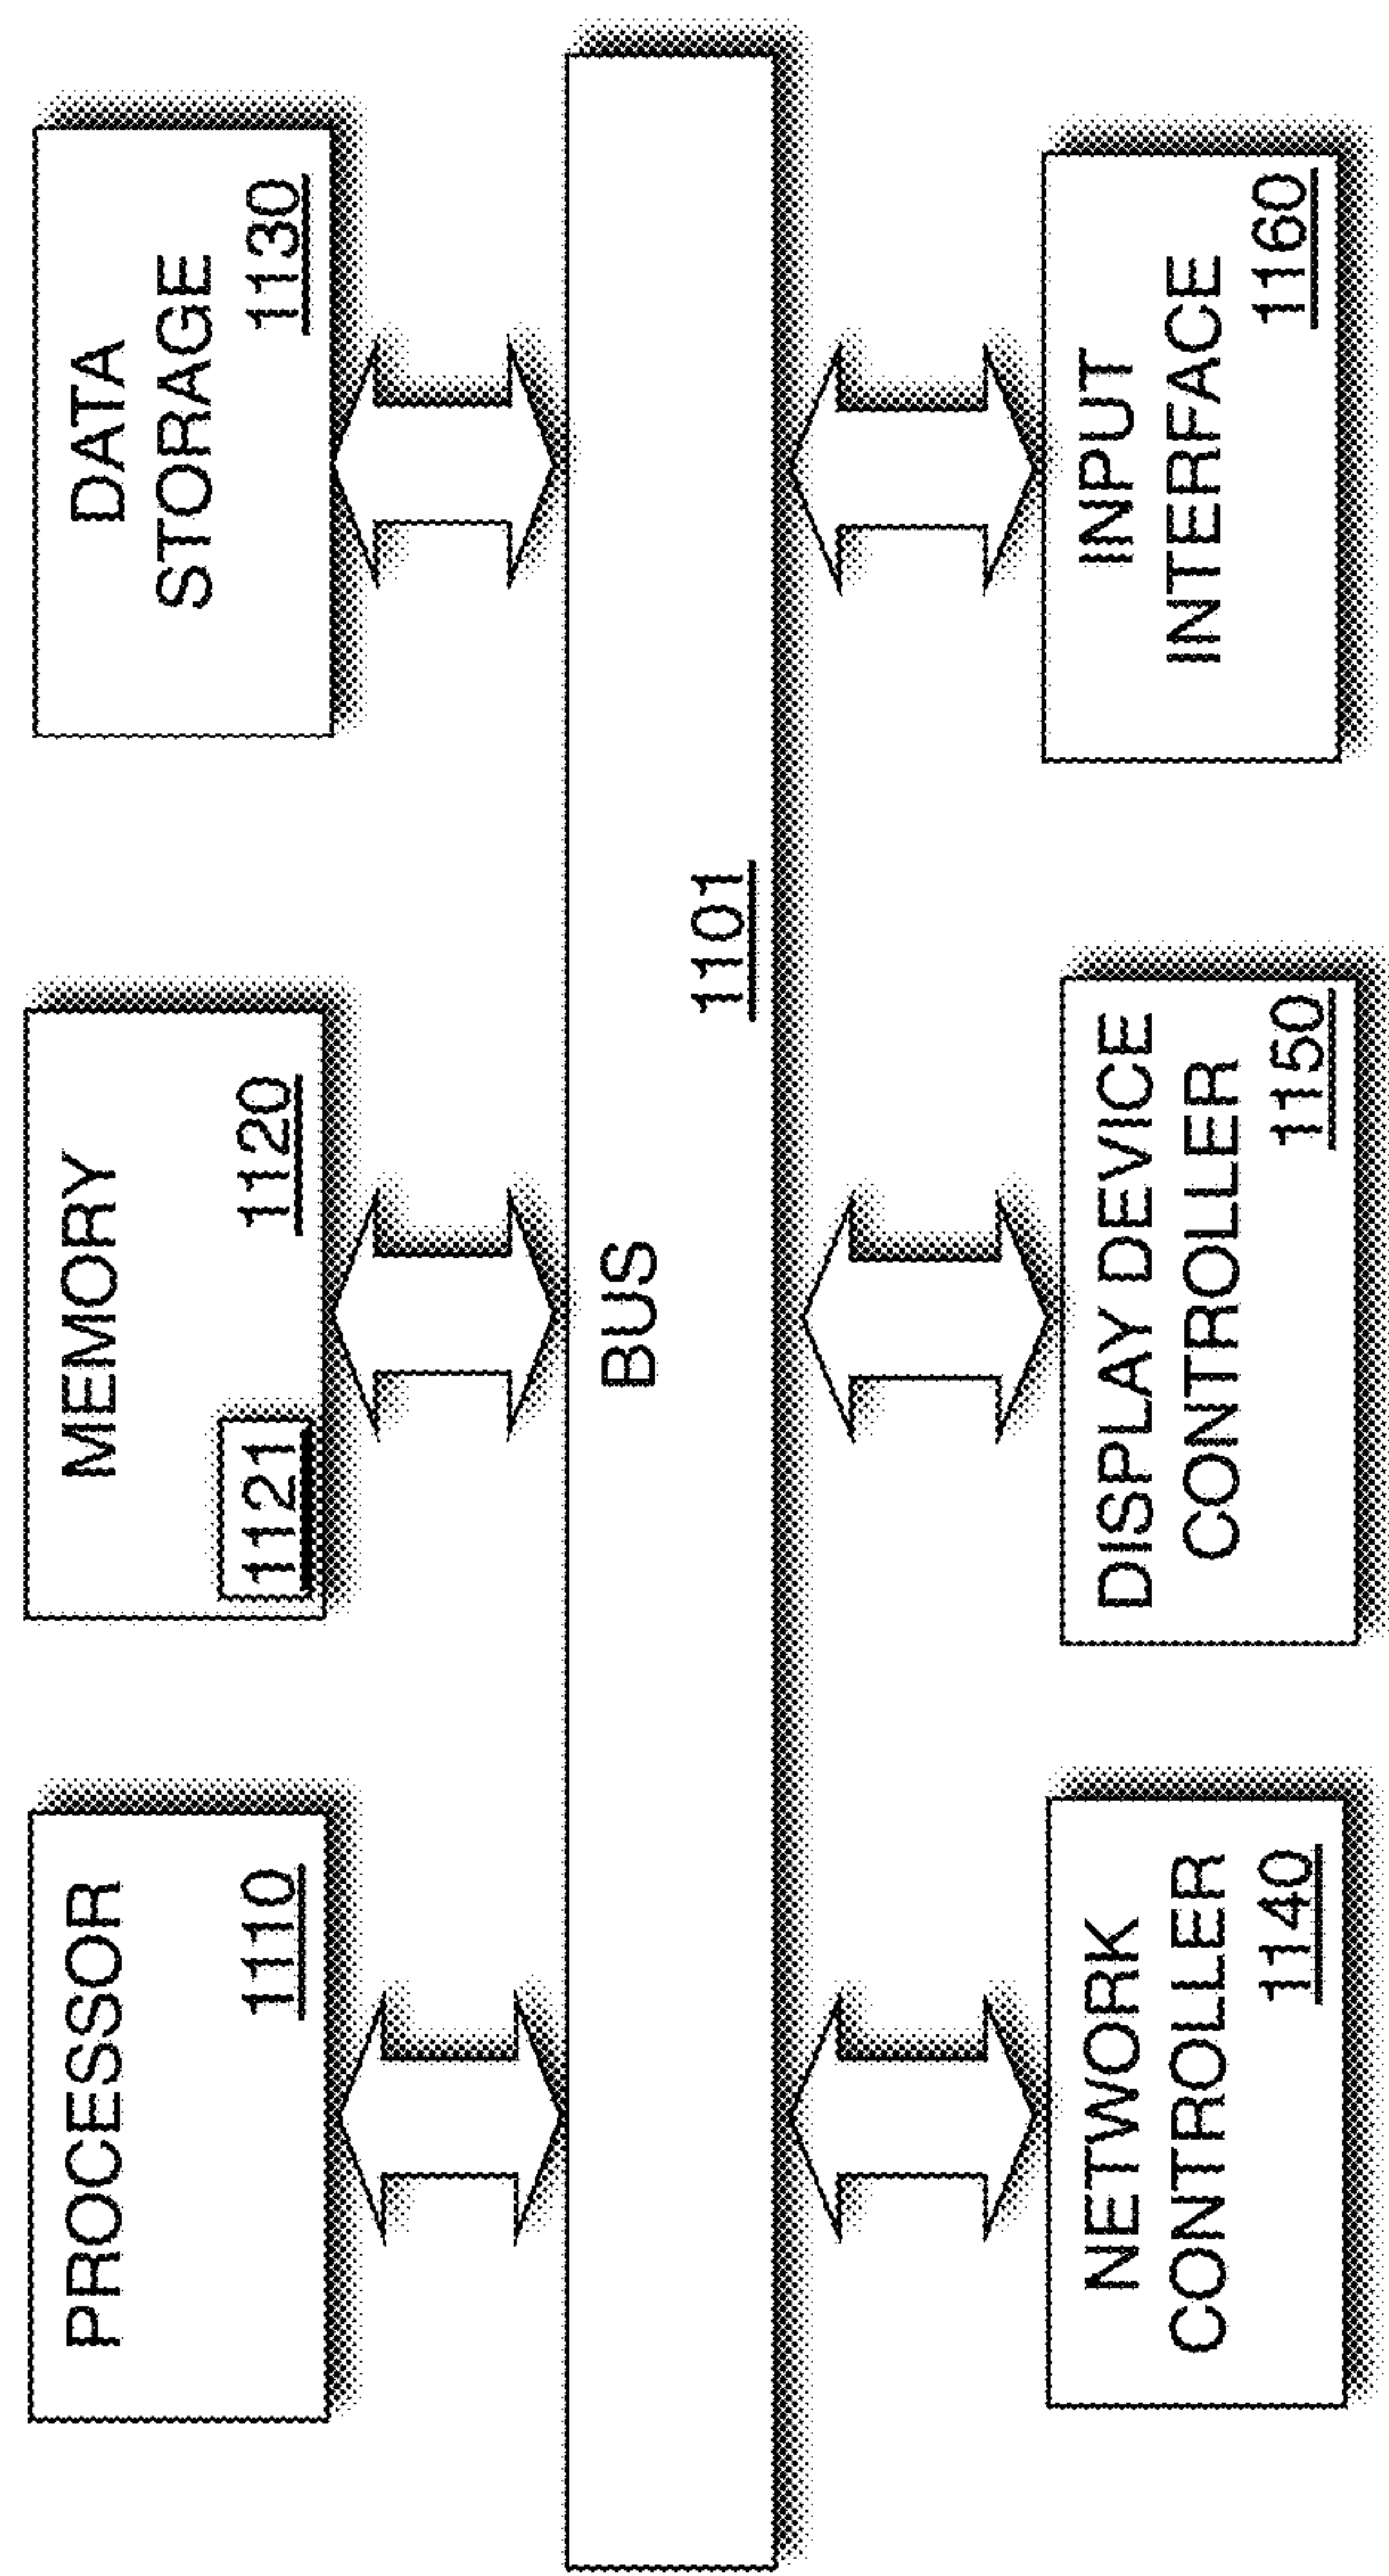 PROCESSOR
1110
MEMORY
1120
1121
DATA
STORAGE
1130
BUS
1101
NETWORK
CONTROLLER
1140
DISPLAY DEVICE
CONTROLLER
1150
INPUT
INTERFACE
1160